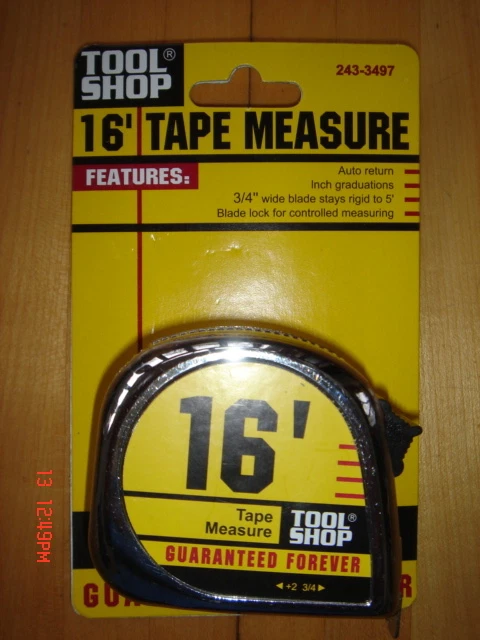 TOOL®
SHOP
243-3497
16' TAPE MEASURE
FEATURES:
Auto return
Inch graduations
3/4" wide blade stays rigid to 5'
Blade lock for controlled measuring
16'
Tape
Measure
TOOL®
SHOP
GUARANTEED FOREVER
◄+2 3/4►
13 12:49PM